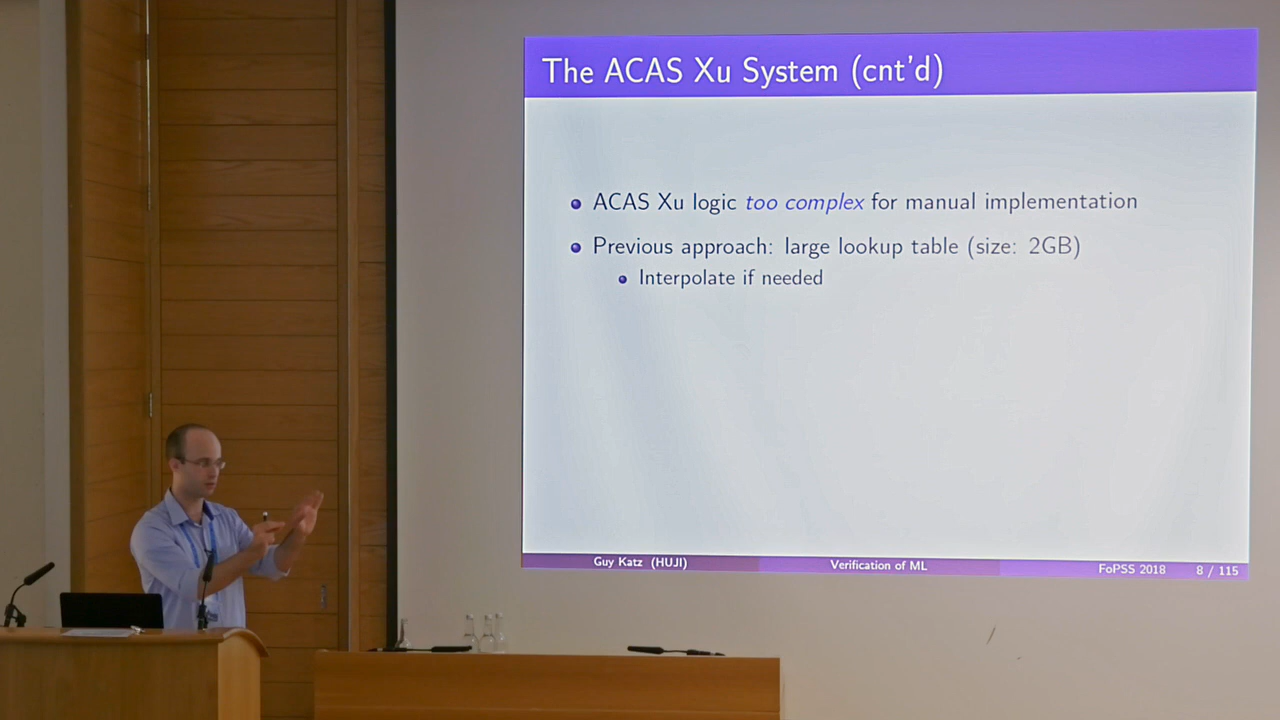 The ACAS Xu System (cnt'd)
ACAS Xu logic too complex for manual implementation
Previous approach: large lookup table (size: 2GB)
Interpolate if needed
Guy Katz (HUJI) Verification of ML FoPSS 2018 8 / 115